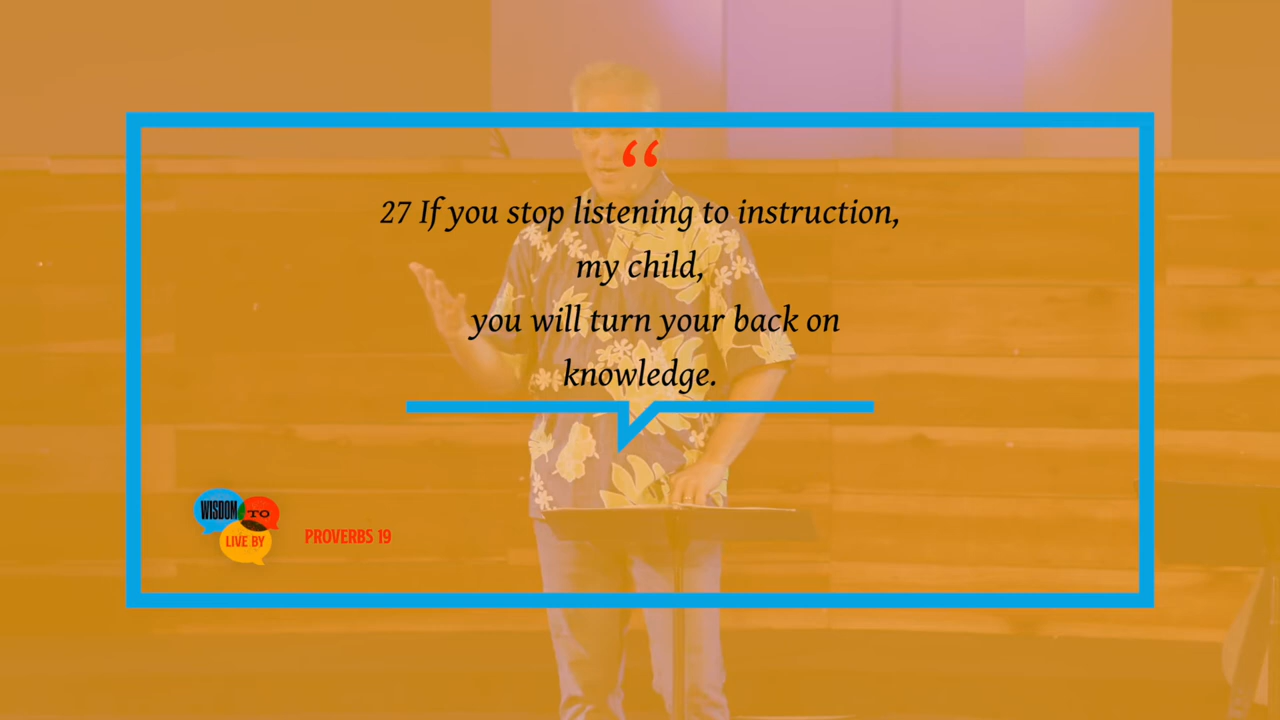 “
27 If you stop listening to instruction,
my child,
you will turn your back on
knowledge.
WISDOM TO
LIVE BY
PROVERBS 19